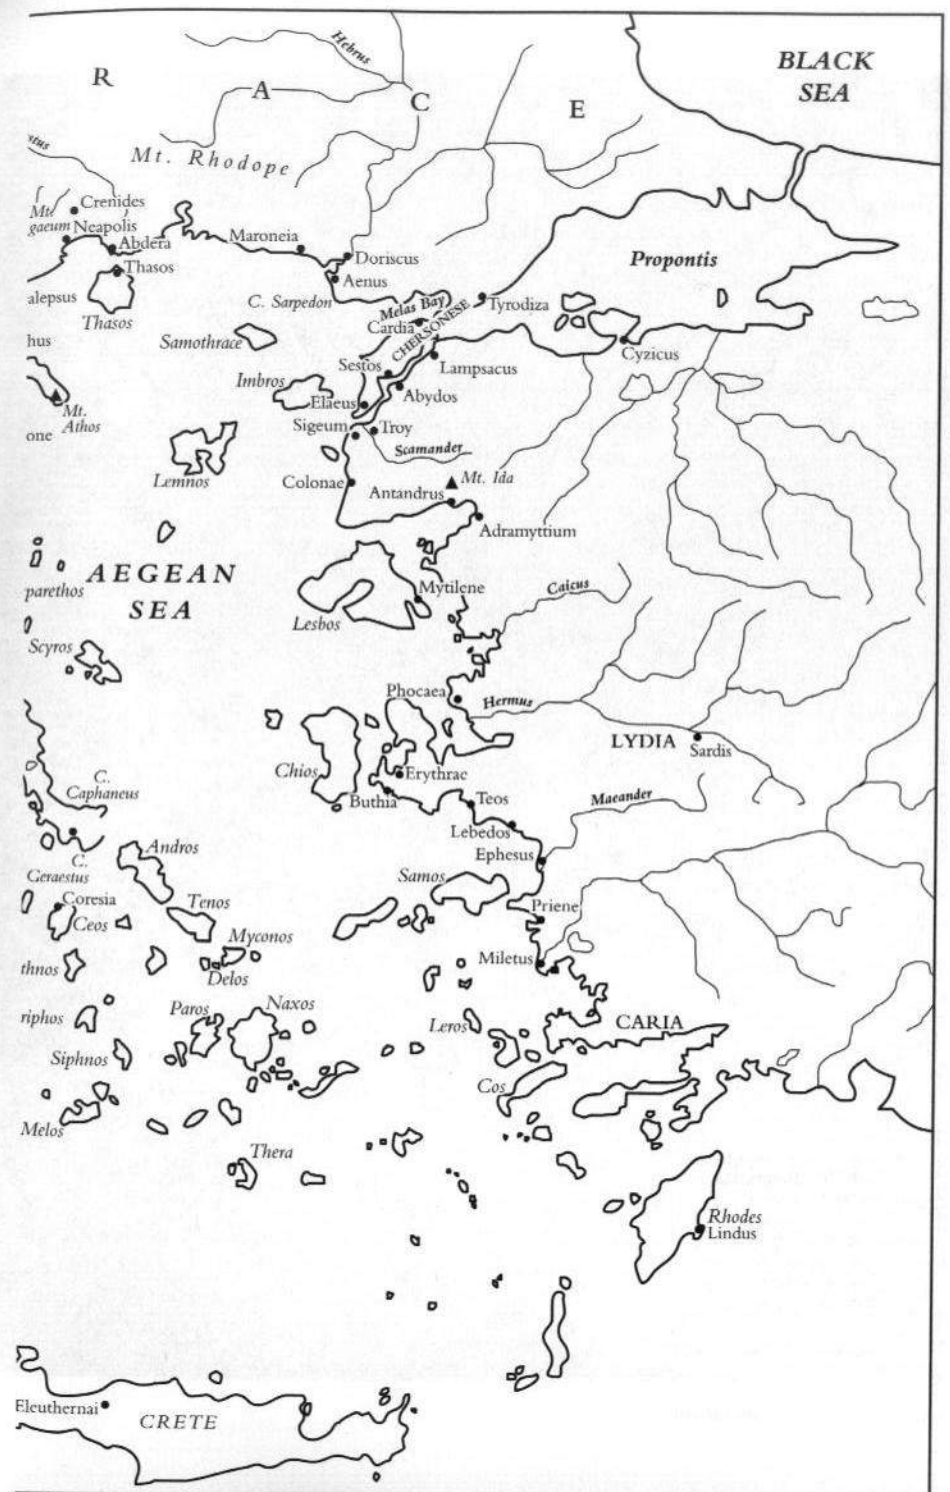 BLACK
SEA
Hebrus
R
A
C
E
Mt. Rhodope
Crenides
Mt.
gaeum
Neapolis
Abdera
Maroneia
Doriscus
Propontis
Thasos
Aenus
alepsus
C. Sarpedon
Melas Bay
Tyrodiza
Thasos
Cardia
CHERSONESE
hus
Samothrace
Cyzicus
Sestos
Lampsacus
Imbros
Elaeus
Abydos
Mt.
Athos
Sigeum
Troy
one
Scamander
Lemnos
Colonae
Mt. Ida
Antandrus
Adramyttium
AEGEAN
SEA
parethos
Mytilene
Caicus
Lesbos
Scyros
Phocaea
Hermus
LYDIA
Sardis
Chios
Erythrae
C.
Caphaneus
Buthia
Teos
Maeander
Lebedos
Ephesus
Andros
C.
Geraestus
Samos
Coresia
Ceos
Tenos
Priene
Myconos
Miletus
thnos
Delos
Paros
Naxos
riphos
Leros
CARIA
Siphnos
Cos
Melos
Thera
Rhodes
Lindus
Eleuthernai
CRETE